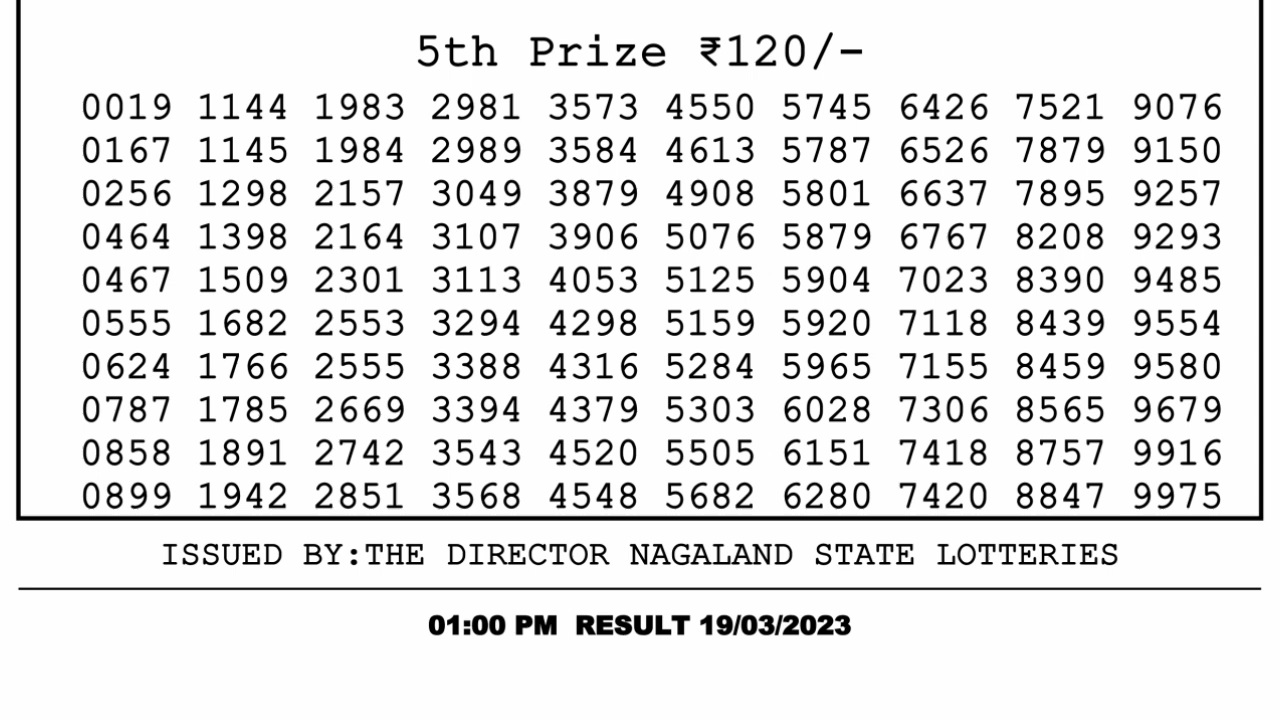 5th Prize ₹120/-
0019 1144 1983 2981 3573 4550 5745 6426 7521 9076
0167 1145 1984 2989 3584 4613 5787 6526 7879 9150
0256 1298 2157 3049 3879 4908 5801 6637 7895 9257
0464 1398 2164 3107 3906 5076 5879 6767 8208 9293
0467 1509 2301 3113 4053 5125 5904 7023 8390 9485
0555 1682 2553 3294 4298 5159 5920 7118 8439 9554
0624 1766 2555 3388 4316 5284 5965 7155 8459 9580
0787 1785 2669 3394 4379 5303 6028 7306 8565 9679
0858 1891 2742 3543 4520 5505 6151 7418 8757 9916
0899 1942 2851 3568 4548 5682 6280 7420 8847 9975
ISSUED BY:THE DIRECTOR NAGALAND STATE LOTTERIES
01:00 PM RESULT 19/03/2023